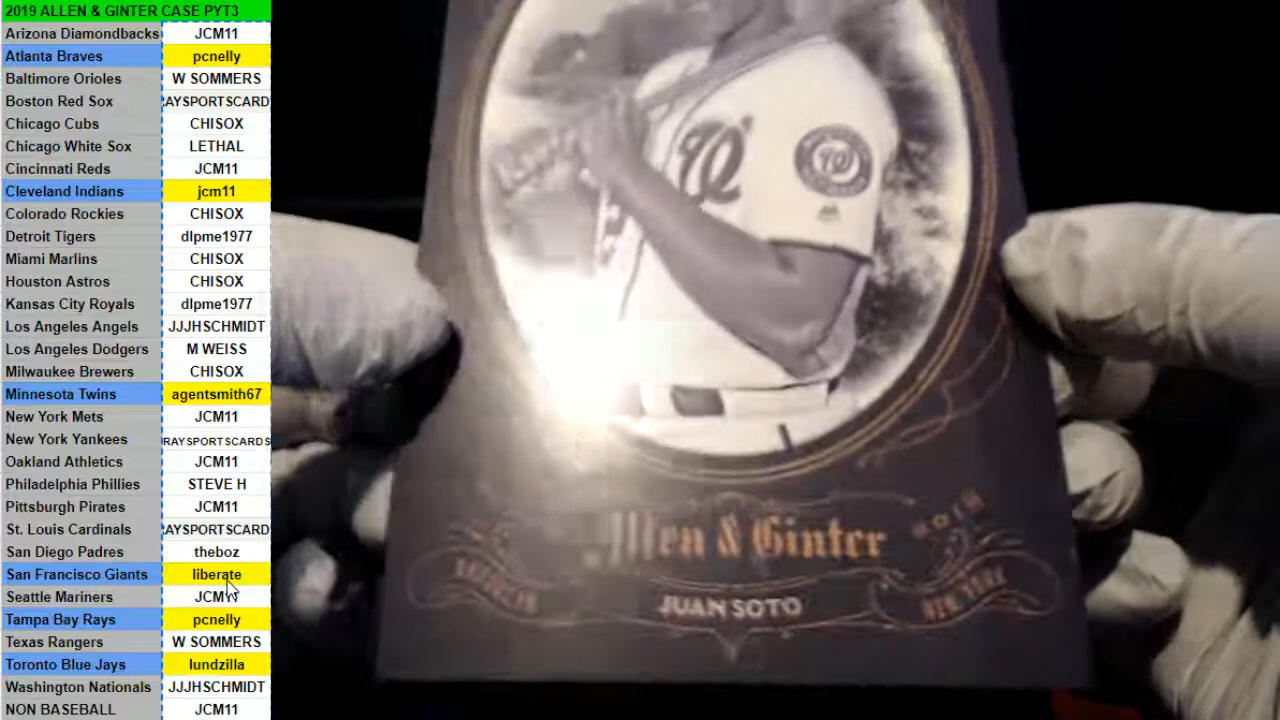 2019 ALLEN & GINTER CASE PYT3
Arizona Diamondbacks JCM11
Atlanta Braves pcnelly
Baltimore Orioles W SOMMERS
Boston Red Sox AYSPORTSCARD
Chicago Cubs CHISOX
Chicago White Sox LETHAL
Cincinnati Reds JCM11
Cleveland Indians jcm11
Colorado Rockies CHISOX
Detroit Tigers dlpme1977
Miami Marlins CHISOX
Houston Astros CHISOX
Kansas City Royals dlpme1977
Los Angeles Angels JJJHSCHMIDT
Los Angeles Dodgers M WEISS
Milwaukee Brewers CHISOX
Minnesota Twins agentsmith67
New York Mets JCM11
New York Yankees RAYSPORTSCARDS
Oakland Athletics JCM11
Philadelphia Phillies STEVE H
Pittsburgh Pirates JCM11
St. Louis Cardinals AYSPORTSCARD
San Diego Padres theboz
San Francisco Giants liberate
Seattle Mariners JCM11
Tampa Bay Rays pcnelly
Texas Rangers W SOMMERS
Toronto Blue Jays lundzilla
Washington Nationals JJJHSCHMIDT
NON BASEBALL JCM11
W
W
Allen & Ginter
NEW YORK
JUAN SOTO